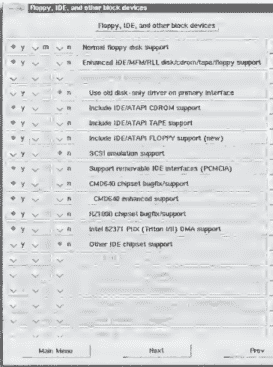 Floppy, IDE, and other block devices
Floppy, IDE, and other block devices
y m n Normal floppy disk support
y n Enhanced IDE/MFM/RLL disk/cdrom/tape/floppy support
n Use old disk-only driver on primary interface
y n Include IDE/ATAPI CDROM support
y n Include IDE/ATAPI TAPE support
y n Include IDE/ATAPI FLOPPY support (new)
y n SCSI emulation support
y n Support removable IDE interfaces (PCMCIA)
y n CMD640 chipset bugfix/support
y n CMD640 enhanced support
y n RZ1000 chipset bugfix/support
y n Intel 82371 PIIX (Triton I/II) DMA support
y n Other IDE chipset support
Main Menu Next Prev